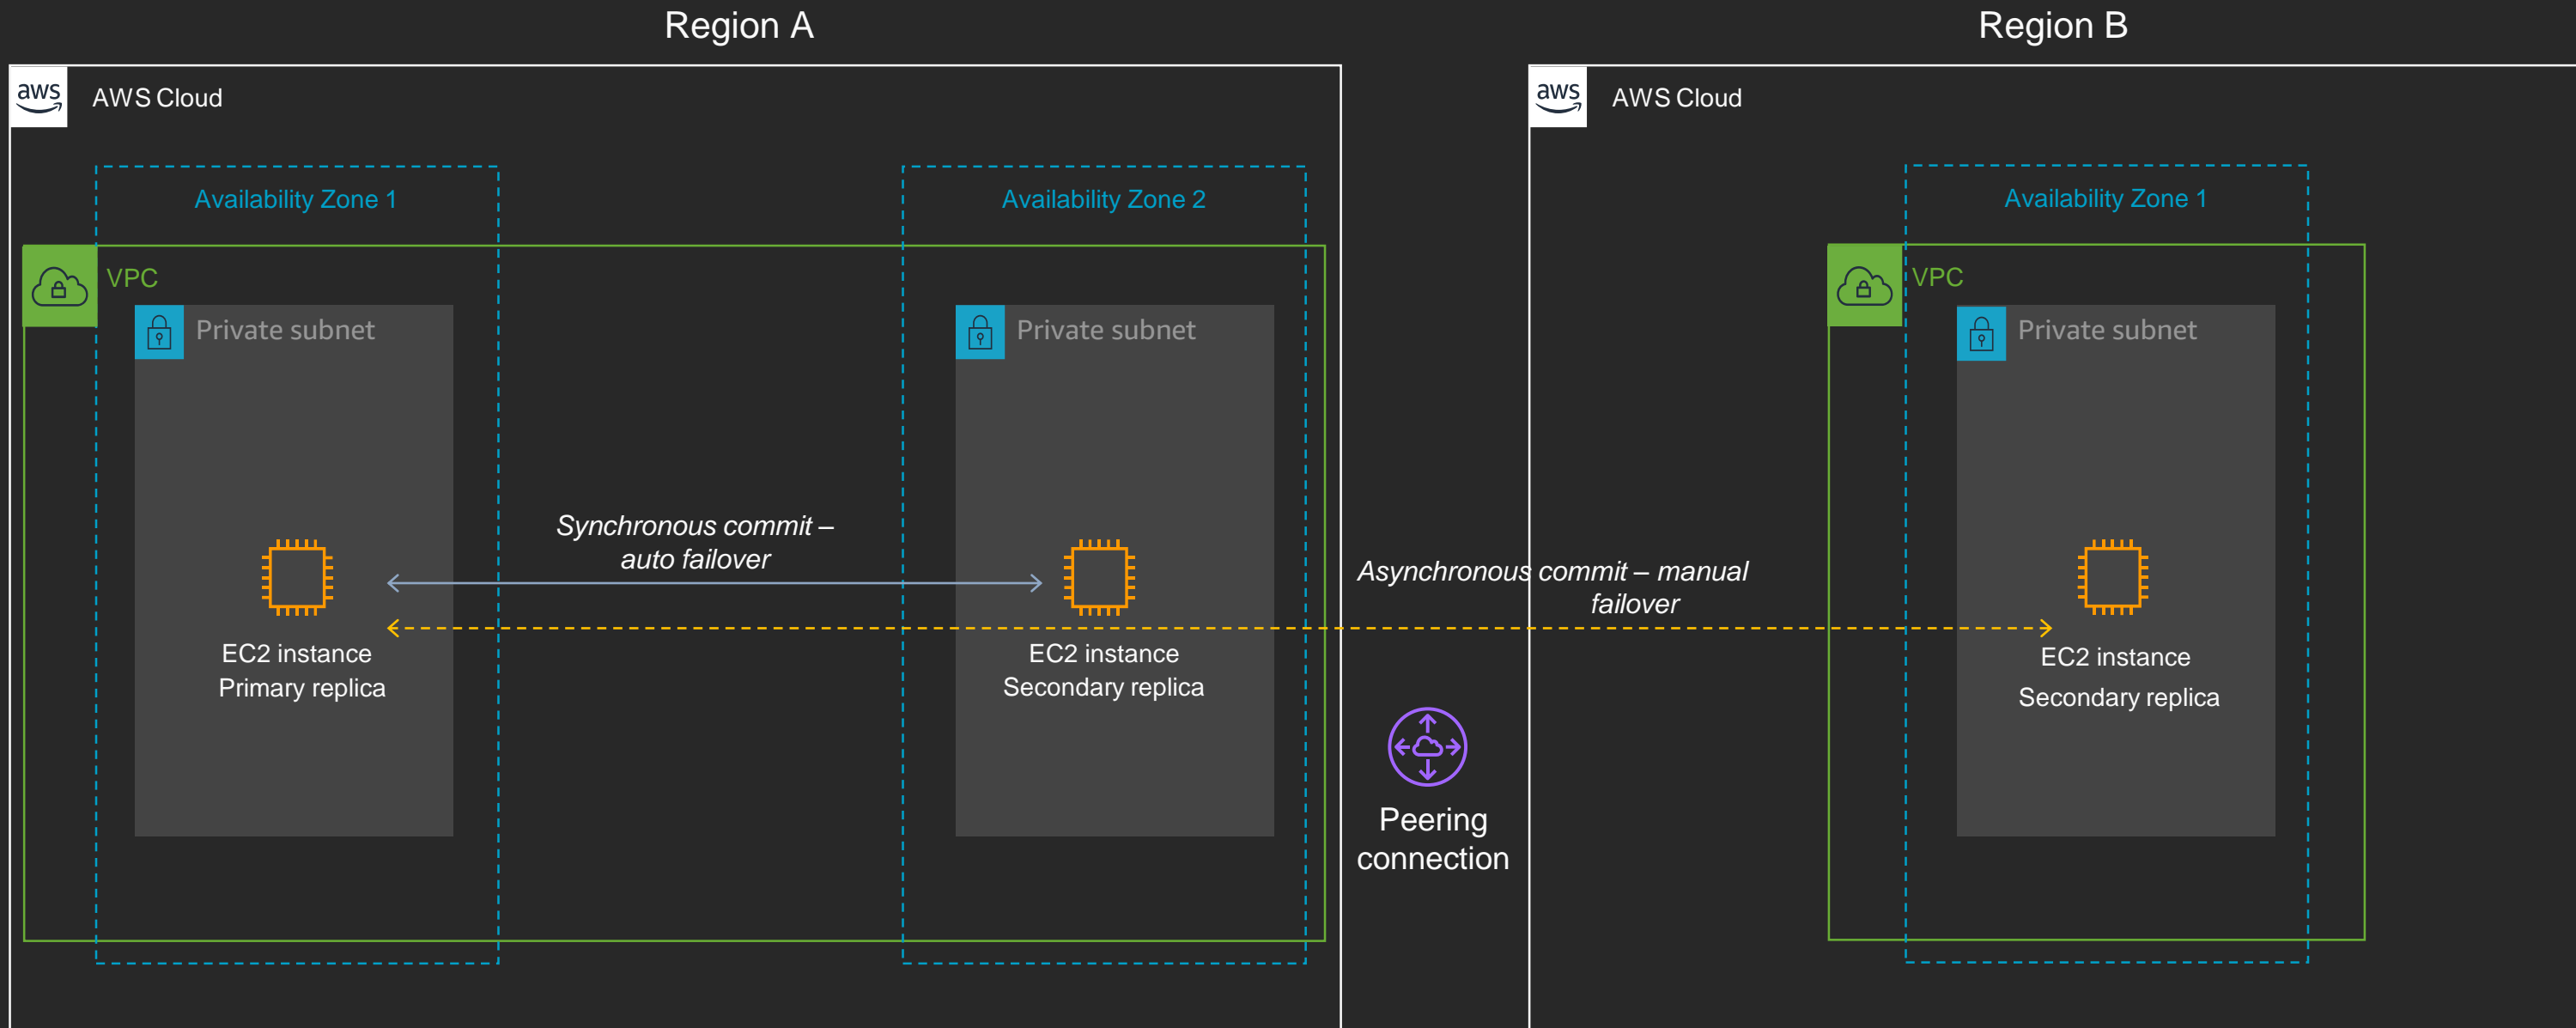 Region A
Region B
aws
AWS Cloud
aws
AWS Cloud
Availability Zone 1
Availability Zone 2
Availability Zone 1
VPC
VPC
Private subnet
Private subnet
Private subnet
Synchronous commit –
auto failover
Asynchronous commit – manual
failover
EC2 instance
Primary replica
EC2 instance
Secondary replica
EC2 instance
Secondary replica
Peering
connection